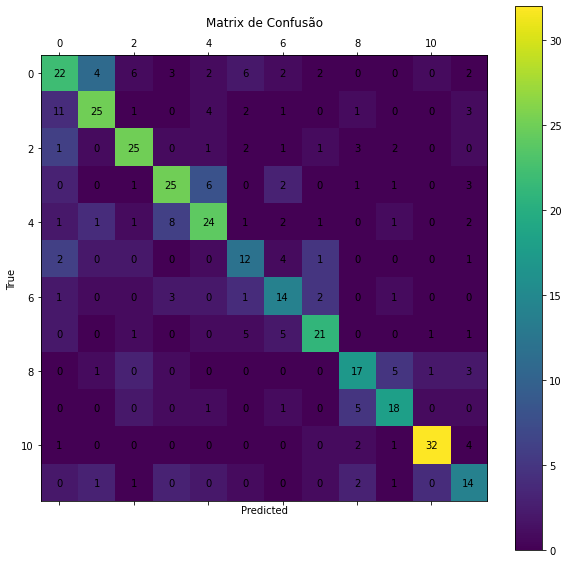 Matrix de Confusão
0 2 4 6 8 10
0 22 4 6 3 2 6 2 2 0 0 0 2
11 25 1 0 4 2 1 0 1 0 0 3
2 1 0 25 0 1 2 1 1 3 2 0 0
0 0 1 25 6 0 2 0 1 1 0 3
4 1 1 1 8 24 1 2 1 0 1 0 2
2 2 0 0 0 12 4 1 0 0 0 1
6 1 0 0 3 0 1 14 2 0 1 0 0
0 0 1 0 0 5 5 21 0 0 1 1
8 0 1 0 0 0 0 0 0 17 5 1 3
0 0 0 0 1 0 1 0 5 18 0 0
10 1 0 0 0 0 0 0 0 2 1 32 4
0 1 1 0 0 0 0 0 2 1 0 14
True
Predicted
30
25
20
15
10
5
0